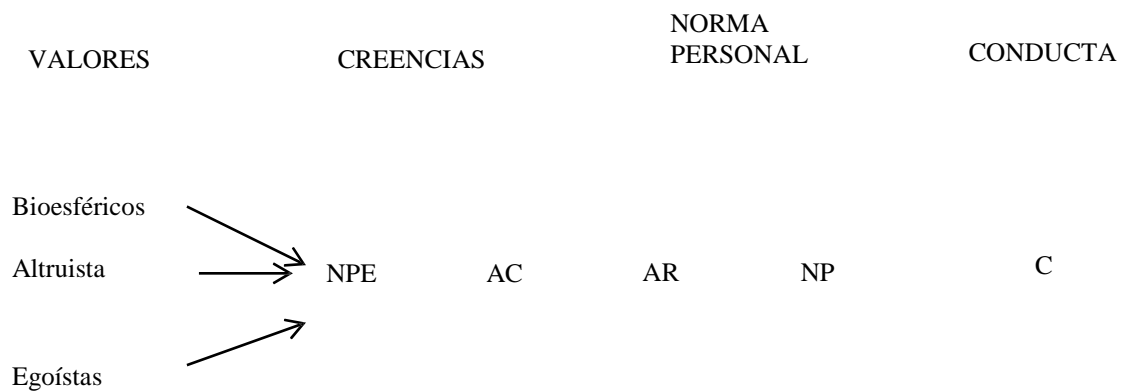 VALORES
CREENCIAS
NORMA
PERSONAL
CONDUCTA
Bioesféricos
Altruista
NPE
AC
AR
NP
C
Egoístas